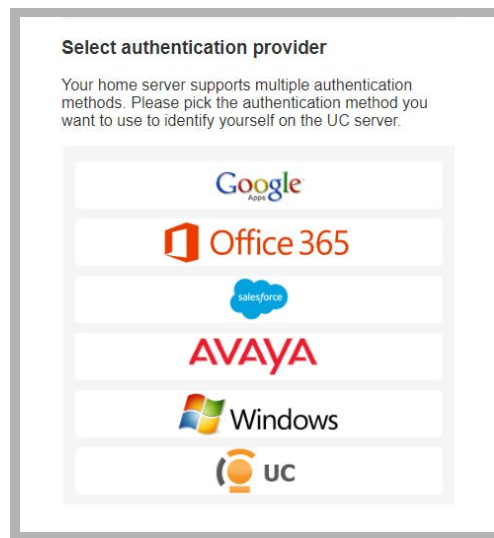 Select authentication provider
Your home server supports multiple authentication
methods. Please pick the authentication method you
want to use to identify yourself on the UC server.
Google
Apps
Office 365
salesforce
AVAYA
Windows
UC